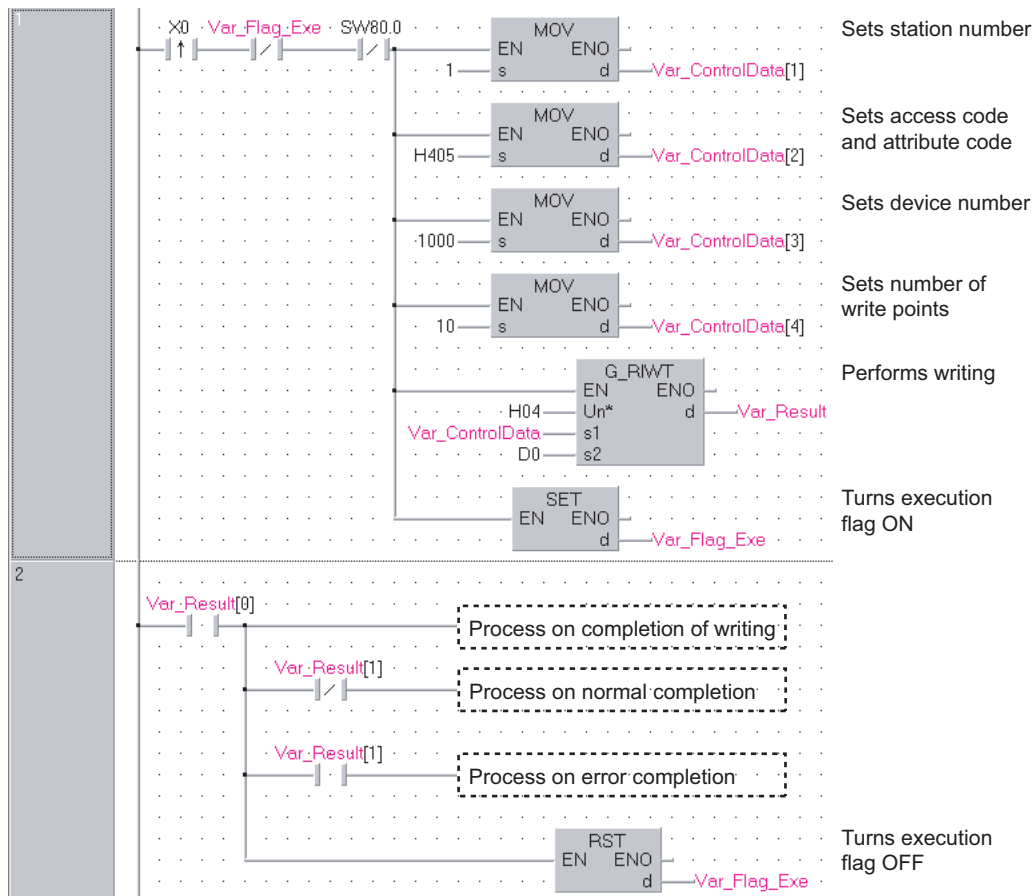 1
X0 Var_Flag_Exe SW80.0
MOV
EN ENO
1 s d Var_ControlData[1]
Sets station number
MOV
EN ENO
H405 s d Var_ControlData[2]
Sets access code
and attribute code
MOV
EN ENO
1000 s d Var_ControlData[3]
Sets device number
MOV
EN ENO
10 s d Var_ControlData[4]
Sets number of
write points
G_RIWT
EN ENO
H04 Un* d Var_Result
Var_ControlData s1
D0 s2
Performs writing
SET
EN ENO
d Var_Flag_Exe
Turns execution
flag ON
2
Var_Result[0]
Process on completion of writing
Var_Result[1]
Process on normal completion
Var_Result[1]
Process on error completion
RST
EN ENO
d Var_Flag_Exe
Turns execution
flag OFF